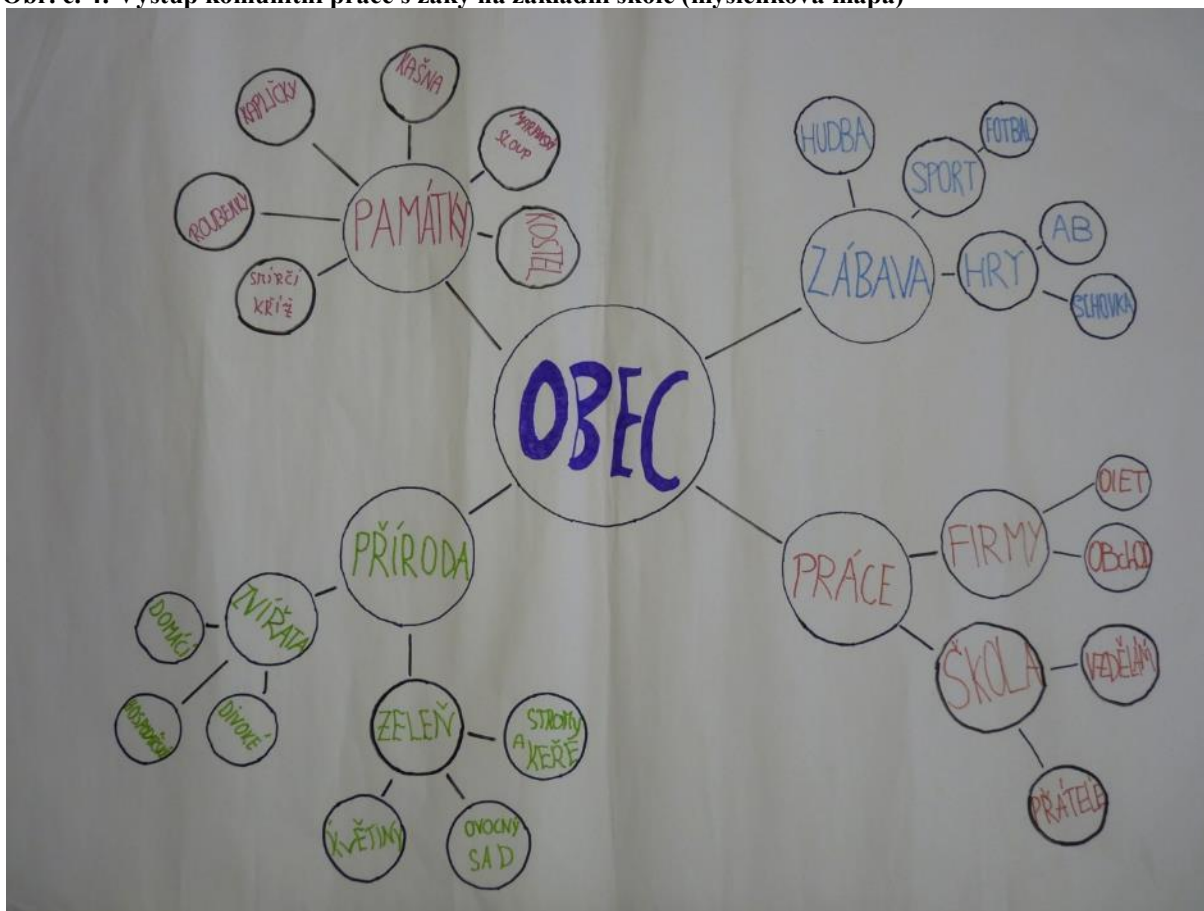 Obr. č. 4: Výstup komunitní práce s žáky na základní škole (myšlenková mapa)
KAŠNA
KAPLIČKY
MARIÁNSKÝ
SLOUP
ROUBENKY
PAMÁTKY
KOSTEL
SMÍRČÍ
KŘÍŽ
HUDBA
SPORT
FOTBAL
ZÁBAVA
HRY
AB
SCHOVKA
OBEC
PŘÍRODA
ZVÍŘATA
DOMÁCÍ
DIVOKÉ
ZELEŇ
STROMY
A KEŘE
KVĚTINY
OVOCNÝ
SAD
PRÁCE
FIRMY
OBchOD
ŠKOLA
VZDĚLÁNÍ
PŘÁTELÉ